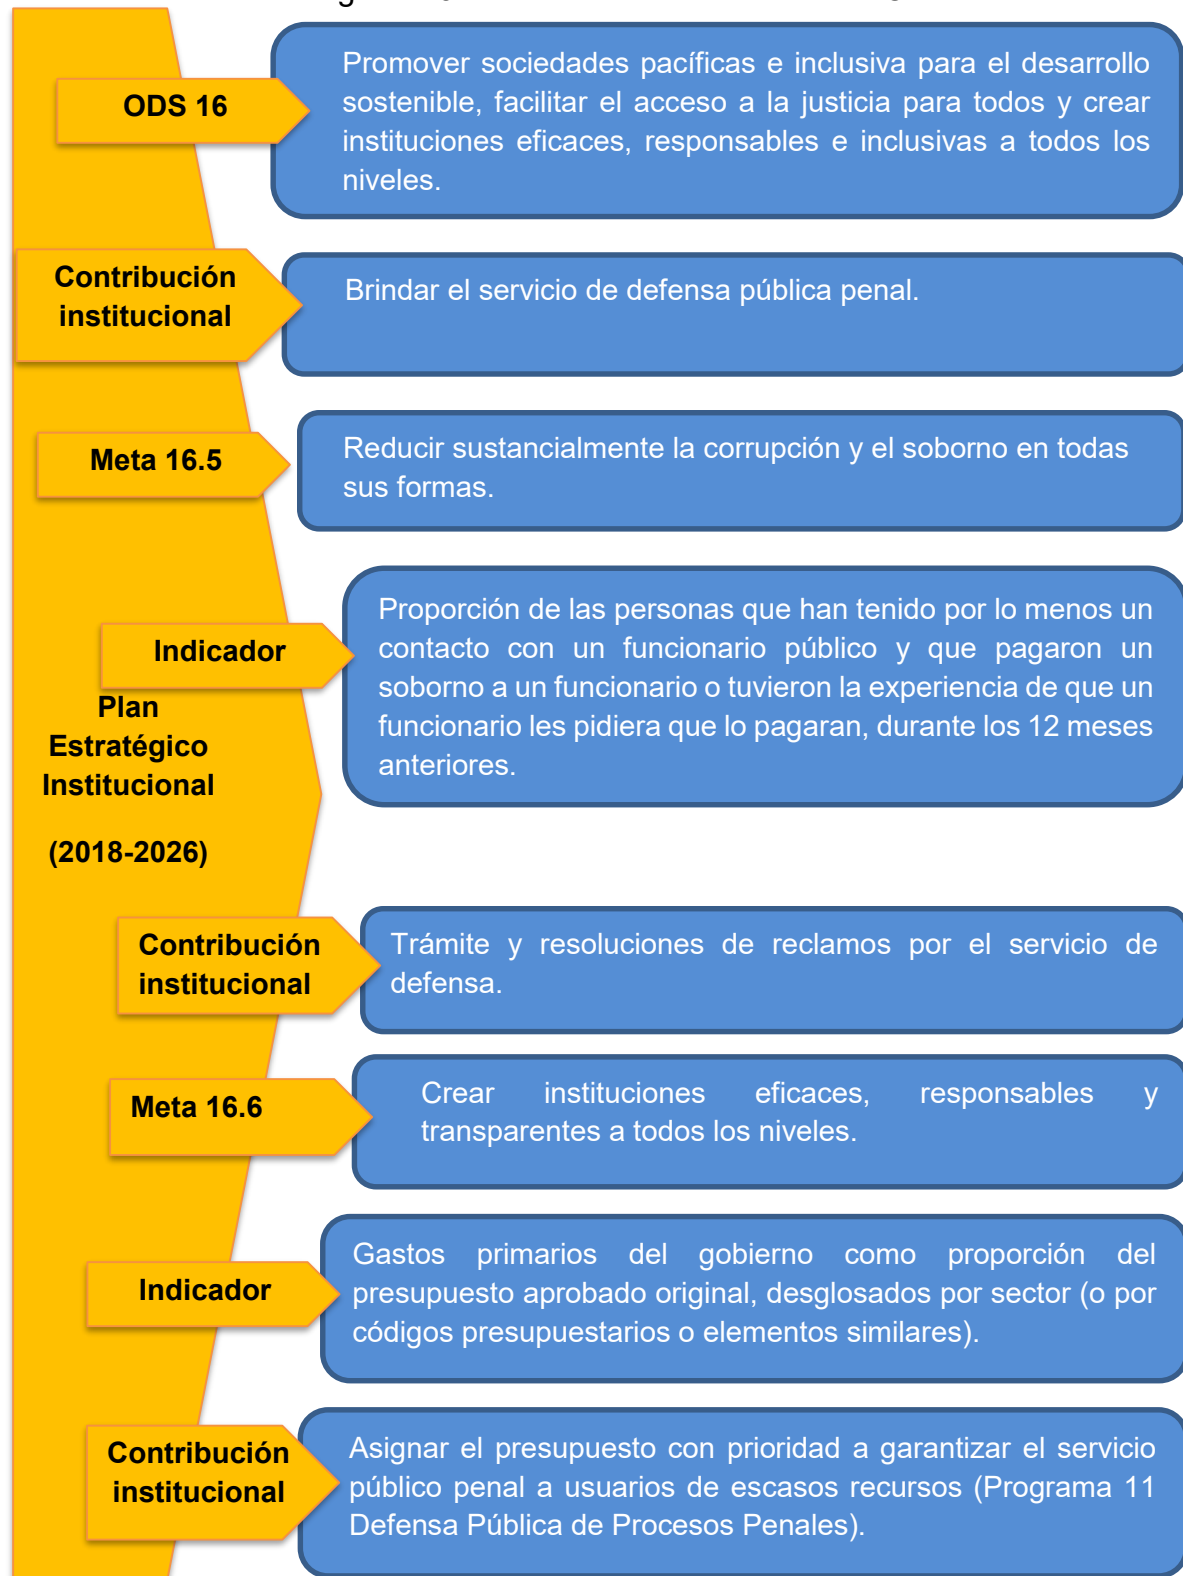 ODS 16
Promover sociedades pacíficas e inclusiva para el desarrollo
sostenible, facilitar el acceso a la justicia para todos y crear
instituciones eficaces, responsables e inclusivas a todos los
niveles.
Contribución
institucional
Brindar el servicio de defensa pública penal.
Meta 16.5
Reducir sustancialmente la corrupción y el soborno en todas
sus formas.
Indicador
Proporción de las personas que han tenido por lo menos un
contacto con un funcionario público y que pagaron un
soborno a un funcionario o tuvieron la experiencia de que un
funcionario les pidiera que lo pagaran, durante los 12 meses
anteriores.
Plan
Estratégico
Institucional
(2018-2026)
Contribución
institucional
Trámite y resoluciones de reclamos por el servicio de
defensa.
Meta 16.6
Crear instituciones eficaces, responsables y
transparentes a todos los niveles.
Indicador
Gastos primarios del gobierno como proporción del
presupuesto aprobado original, desglosados por sector (o por
códigos presupuestarios o elementos similares).
Contribución
institucional
Asignar el presupuesto con prioridad a garantizar el servicio
público penal a usuarios de escasos recursos (Programa 11
Defensa Pública de Procesos Penales).